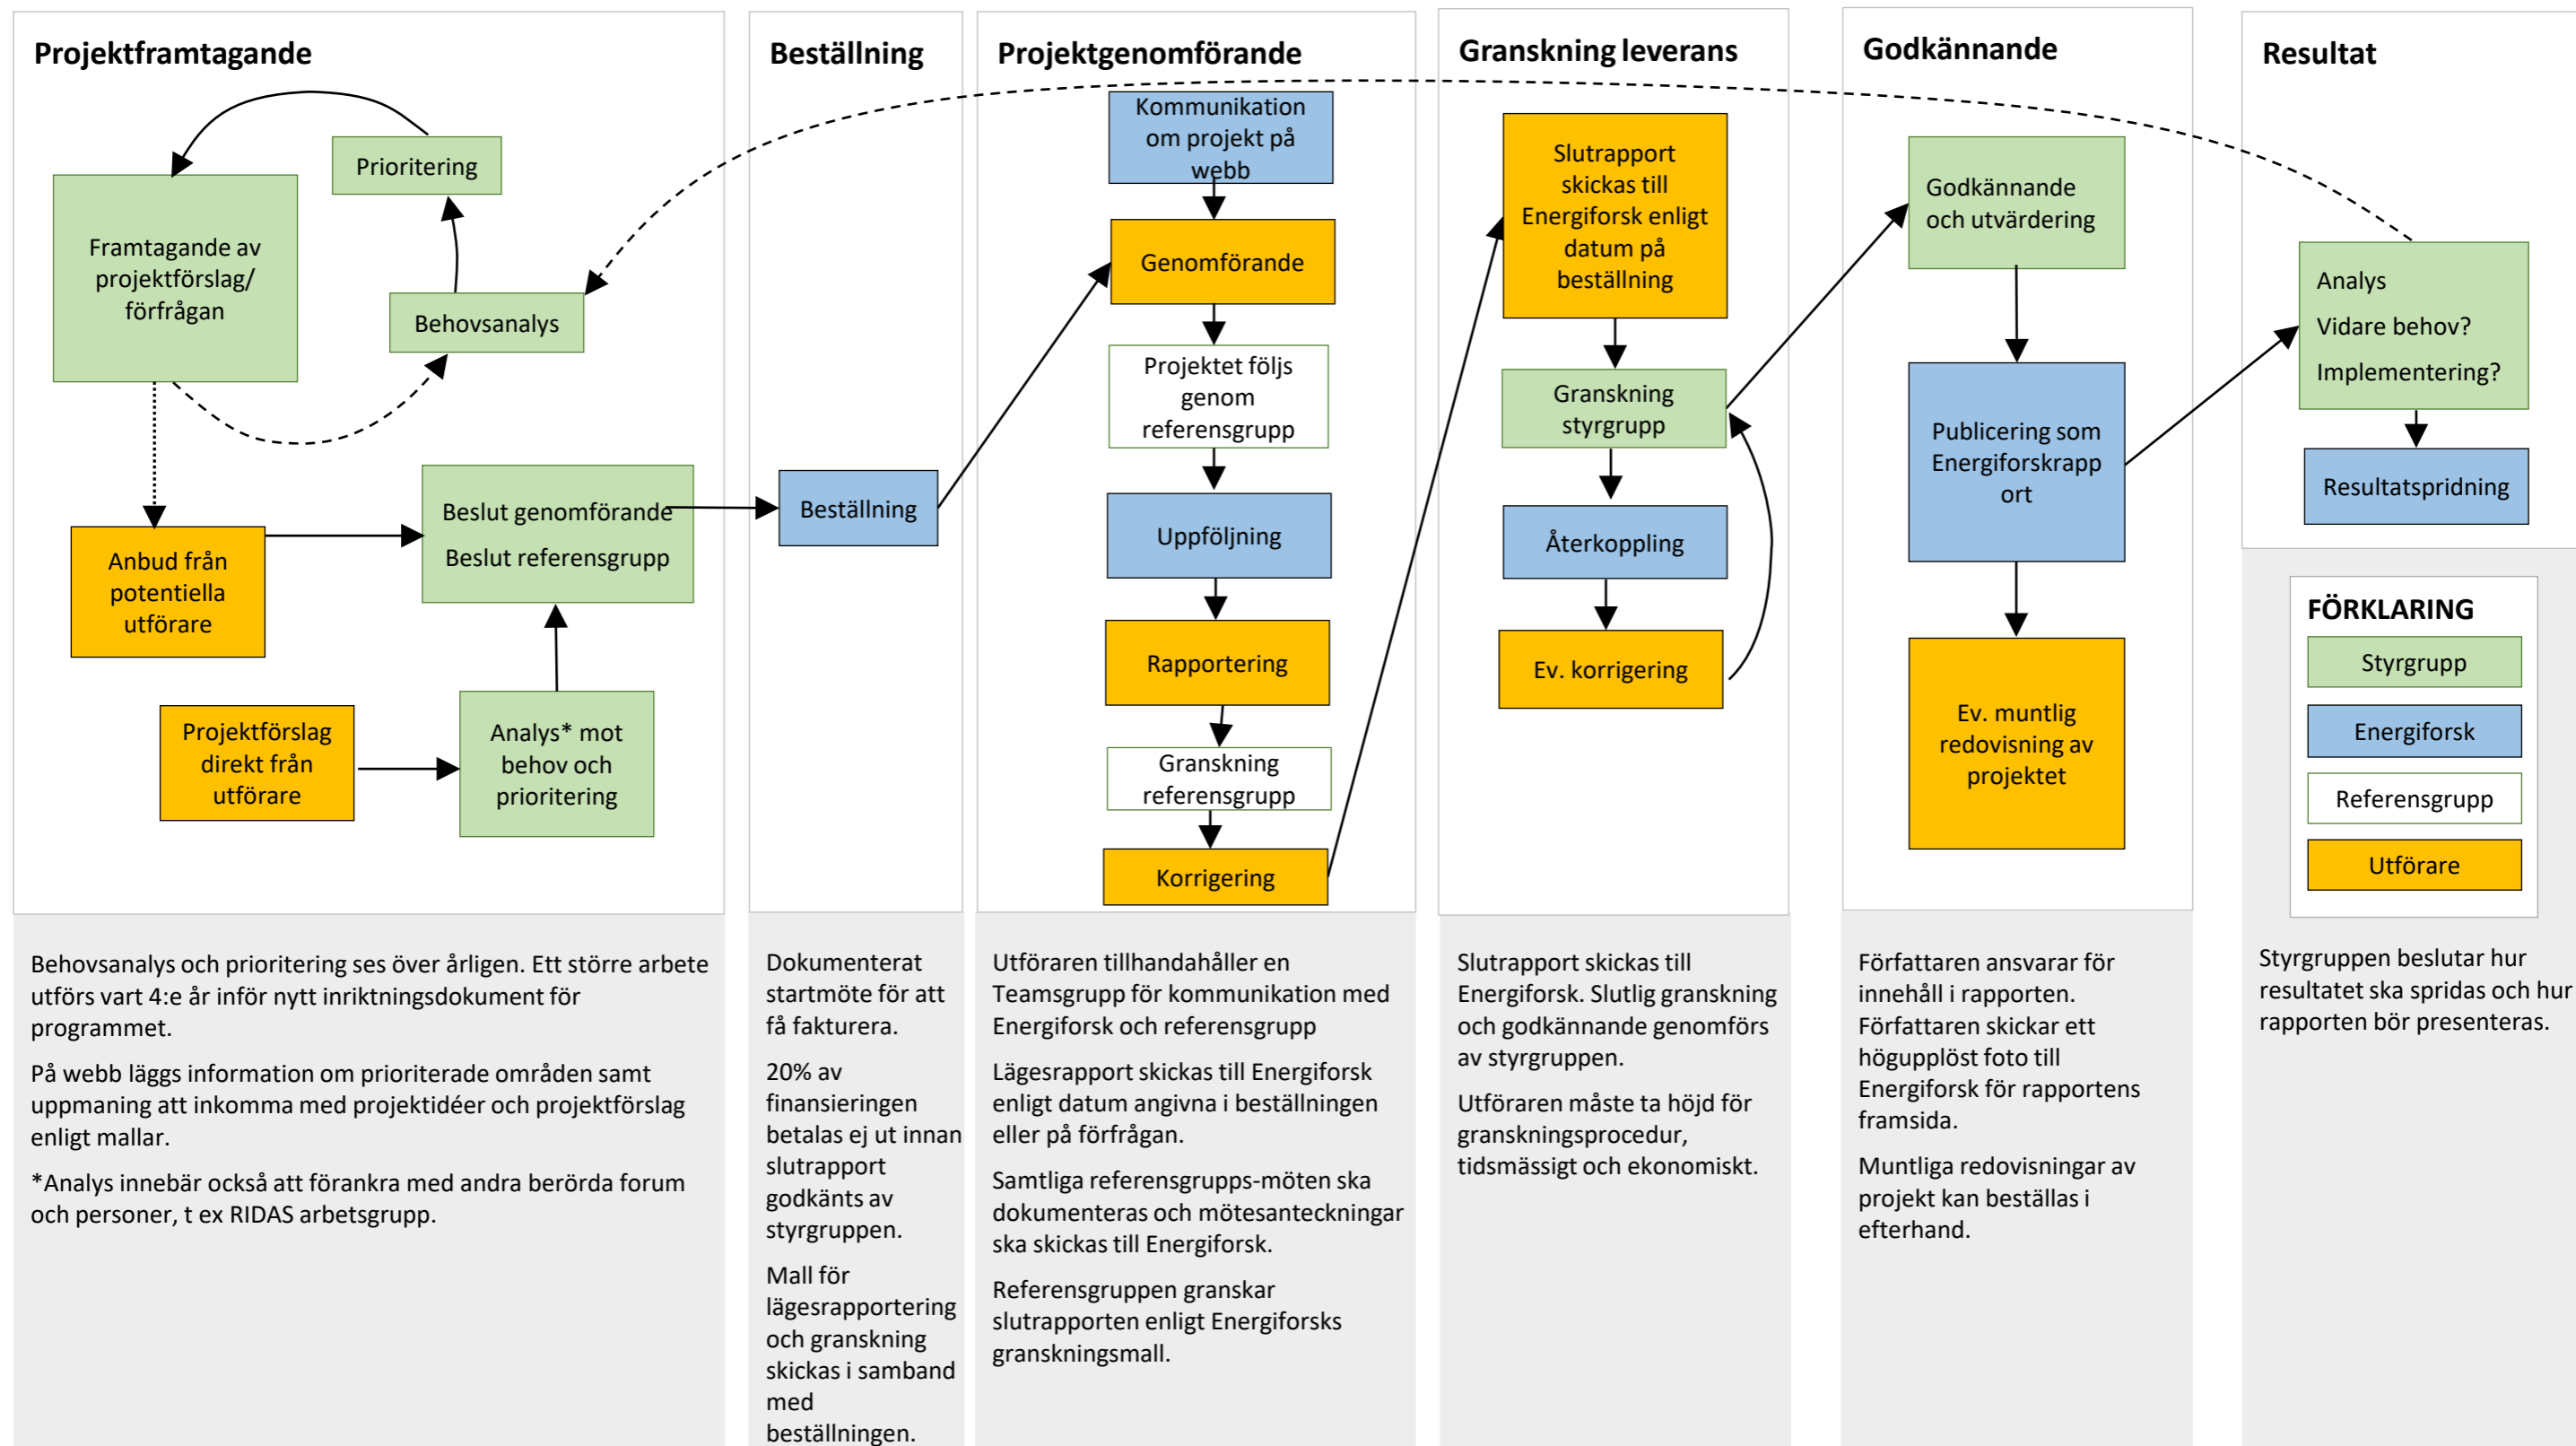 Projektframtagande
Prioritering
Framtagande av
projektförslag/
förfrågan
Behovsanalys
Anbud från
potentiella
utförare
Beslut genomförande
Beslut referensgrupp
Projektförslag
direkt från
utförare
Analys* mot
behov och
prioritering
Behovsanalys och prioritering ses över årligen. Ett större arbete
utförs vart 4:e år inför nytt inriktningsdokument för
programmet.
På webb läggs information om prioriterade områden samt
uppmaning att inkomma med projektidéer och projektförslag
enligt mallar.
*Analys innebär också att förankra med andra berörda forum
och personer, t ex RIDAS arbetsgrupp.
Beställning
Beställning
Dokumenterat
startmöte för att
få fakturera.
20% av
finansieringen
betalas ej ut innan
slutrapport
godkänts av
styrgruppen.
Mall för
lägesrapportering
och granskning
skickas i samband
med
beställningen.
Projektgenomförande
Kommunikation
om projekt på
webb
Genomförande
Projektet följs
genom
referensgrupp
Uppföljning
Rapportering
Granskning
referensgrupp
Korrigering
Utföraren tillhandahåller en
Teamsgrupp för kommunikation med
Energiforsk och referensgrupp
Lägesrapport skickas till Energiforsk
enligt datum angivna i beställningen
eller på förfrågan.
Samtliga referensgrupps-möten ska
dokumenteras och mötesanteckningar
ska skickas till Energiforsk.
Referensgruppen granskar
slutrapporten enligt Energiforsks
granskningsmall.
Granskning leverans
Slutrapport
skickas till
Energiforsk enligt
datum på
beställning
Granskning
styrgrupp
Återkoppling
Ev. korrigering
Slutrapport skickas till
Energiforsk. Slutlig granskning
och godkännande genomförs
av styrgruppen.
Utföraren måste ta höjd för
granskningsprocedur,
tidsmässigt och ekonomiskt.
Godkännande
Godkännande
och utvärdering
Publicering som
Energiforskrapp
ort
Ev. muntlig
redovisning av
projektet
Författaren ansvarar för
innehåll i rapporten.
Författaren skickar ett
högupplöst foto till
Energiforsk för rapportens
framsida.
Muntliga redovisningar av
projekt kan beställas i
efterhand.
Resultat
Analys
Vidare behov?
Implementering?
Resultatspridning
FÖRKLARING
Styrgrupp
Energiforsk
Referensgrupp
Utförare
Styrgruppen beslutar hur
resultatet ska spridas och hur
rapporten bör presenteras.